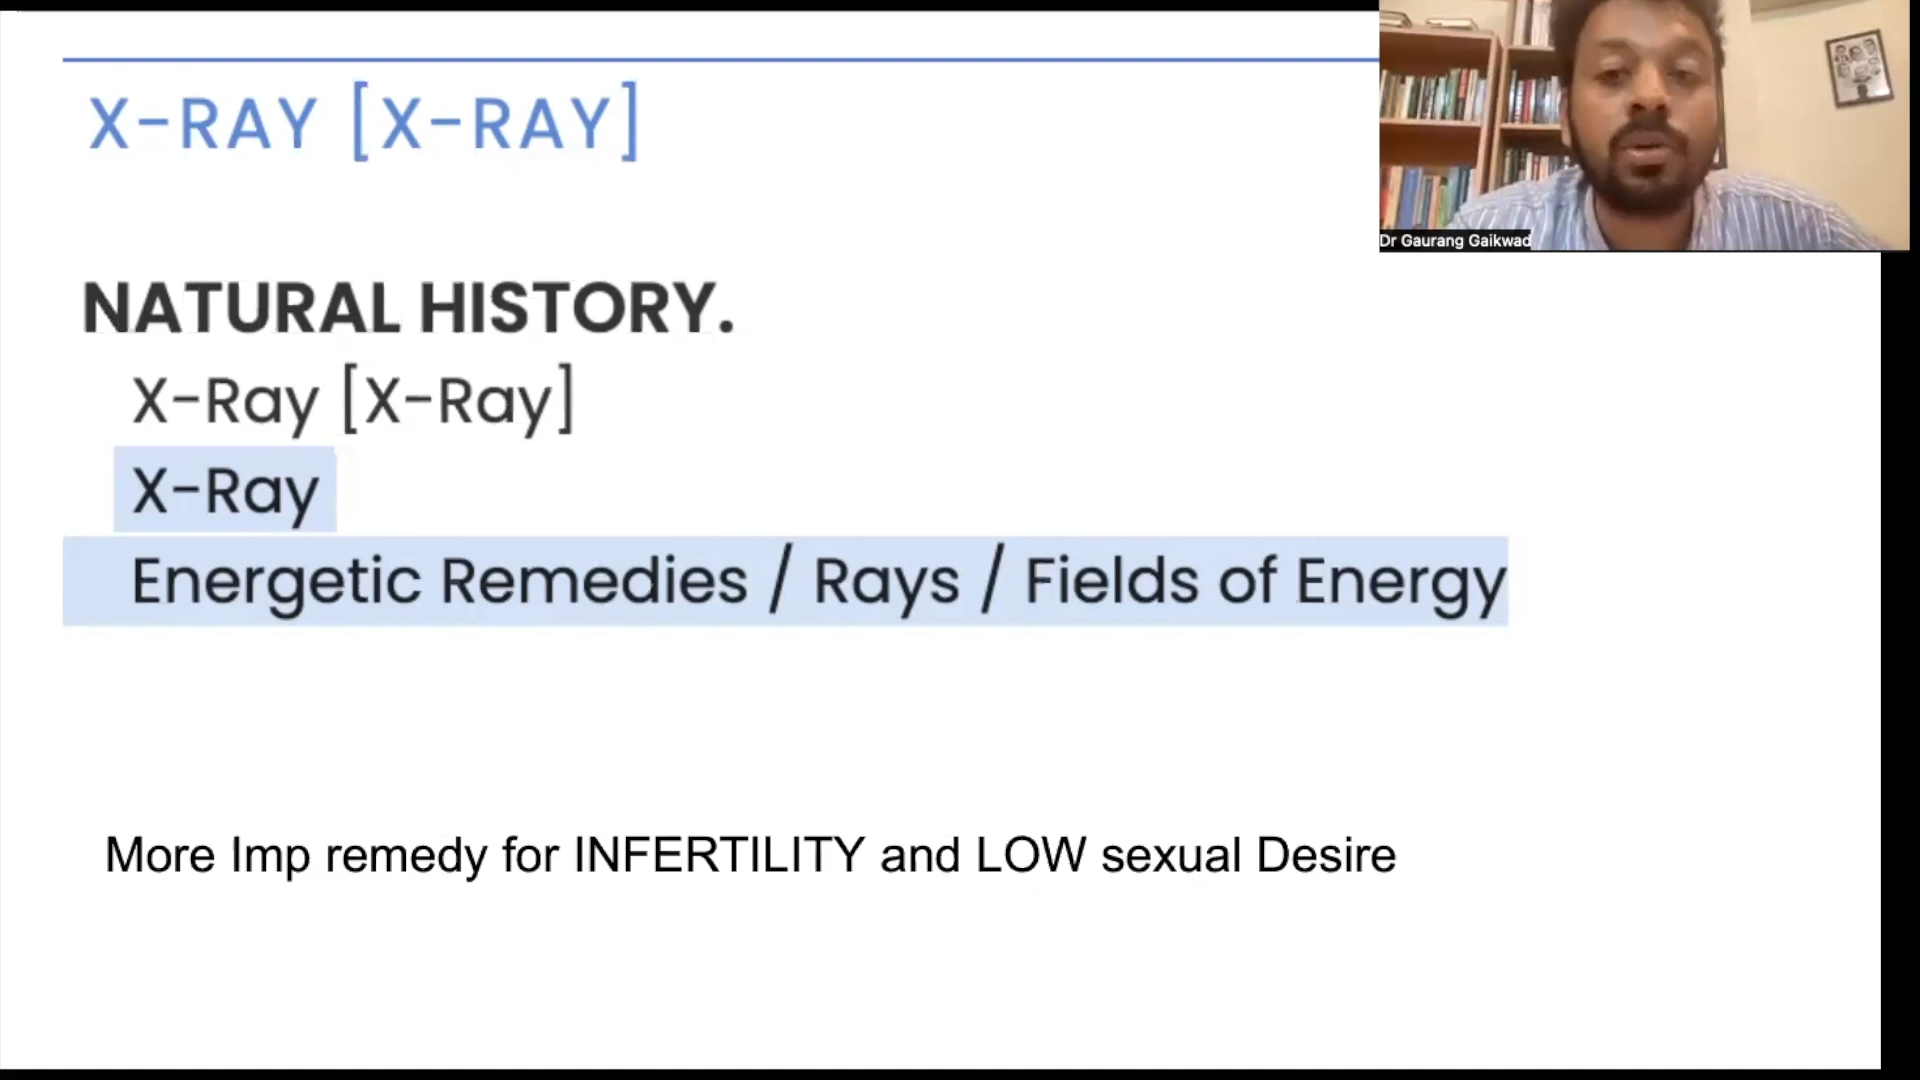 X-RAY [X-RAY]
Dr Gaurang Gaikwad
NATURAL HISTORY.
X-Ray [X-Ray]
X-Ray
Energetic Remedies / Rays / Fields of Energy
More Imp remedy for INFERTILITY and LOW sexual Desire